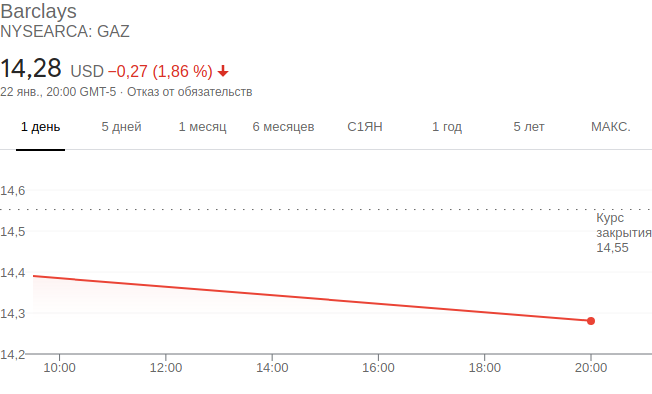 Barclays
NYSEARCA: GAZ
14,28 USD −0,27 (1,86 %)
22 янв., 20:00 GMT-5 · Отказ от обязательств
1 день 5 дней 1 месяц 6 месяцев С1ЯН 1 год 5 лет МАКС.
14,6
Курс
закрытия
14,55
14,5
14,4
14,3
14,2
10:00 12:00 14:00 16:00 18:00 20:00